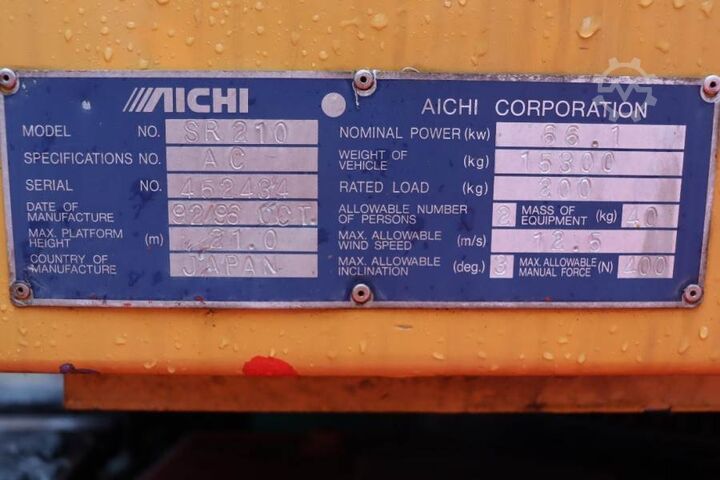 AICHI
AICHI CORPORATION
MODEL NO. SR210
SPECIFICATIONS NO. AC
SERIAL NO. 452434
DATE OF MANUFACTURE OCT.
MAX. PLATFORM HEIGHT (m) 21.0
COUNTRY OF MANUFACTURE JAPAN
NOMINAL POWER (kw) 66.1
WEIGHT OF VEHICLE (kg) 15300
RATED LOAD (kg) 200
ALLOWABLE NUMBER OF PERSONS 2 MASS OF EQUIPMENT (kg) 40
MAX. ALLOWABLE WIND SPEED (m/s) 12.5
MAX. ALLOWABLE INCLINATION (deg.) 3 MAX. ALLOWABLE MANUAL FORCE (N) 400